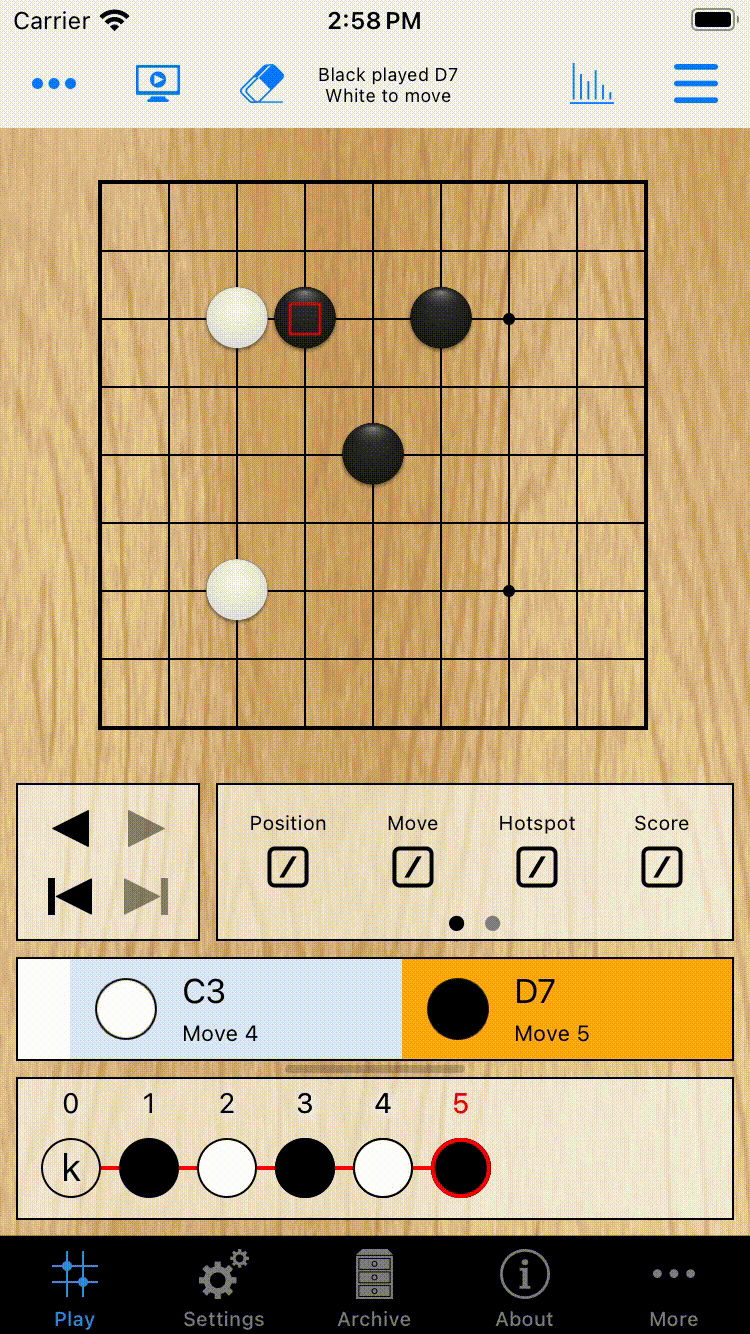 Carrier 2:58 PM
Black played D7
White to move
Position Move Hotspot Score
C3 D7
Move 4 Move 5
0 1 2 3 4 5
k
Play Settings Archive About More